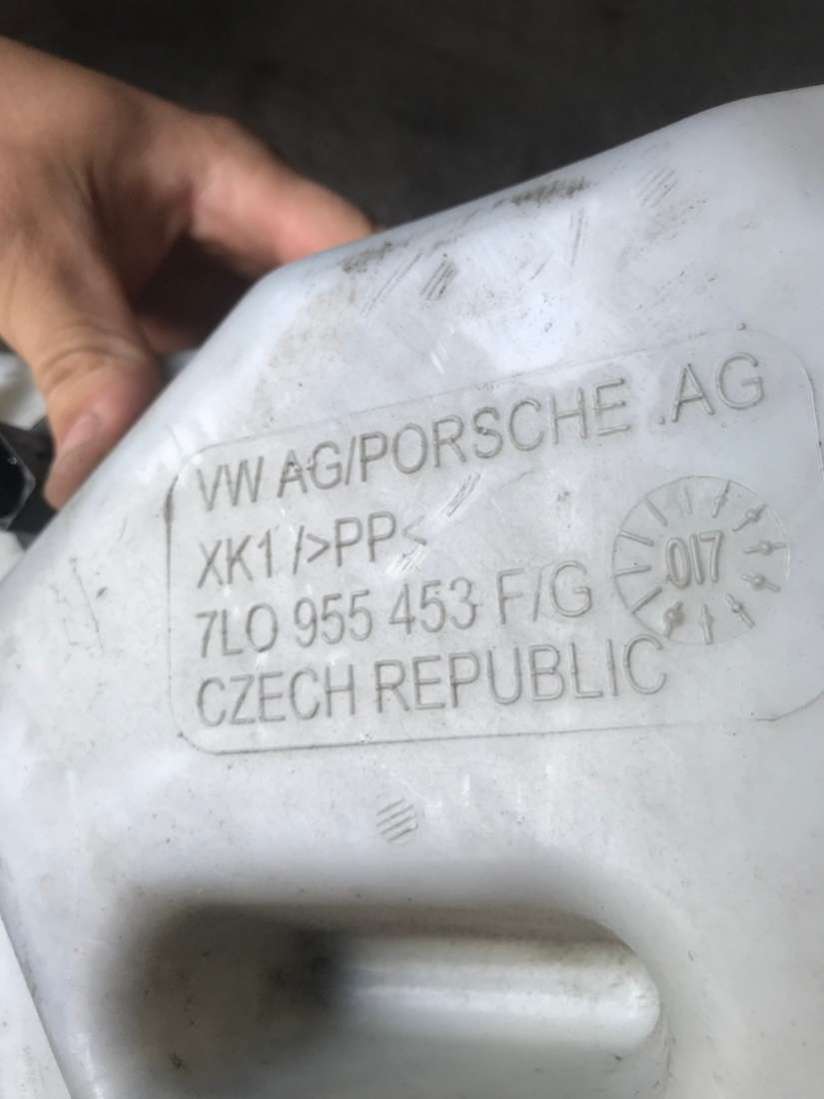 VW AG/PORSCHE .AG
XK1 />PP<
017
7L0 955 453 F/G
CZECH REPUBLIC